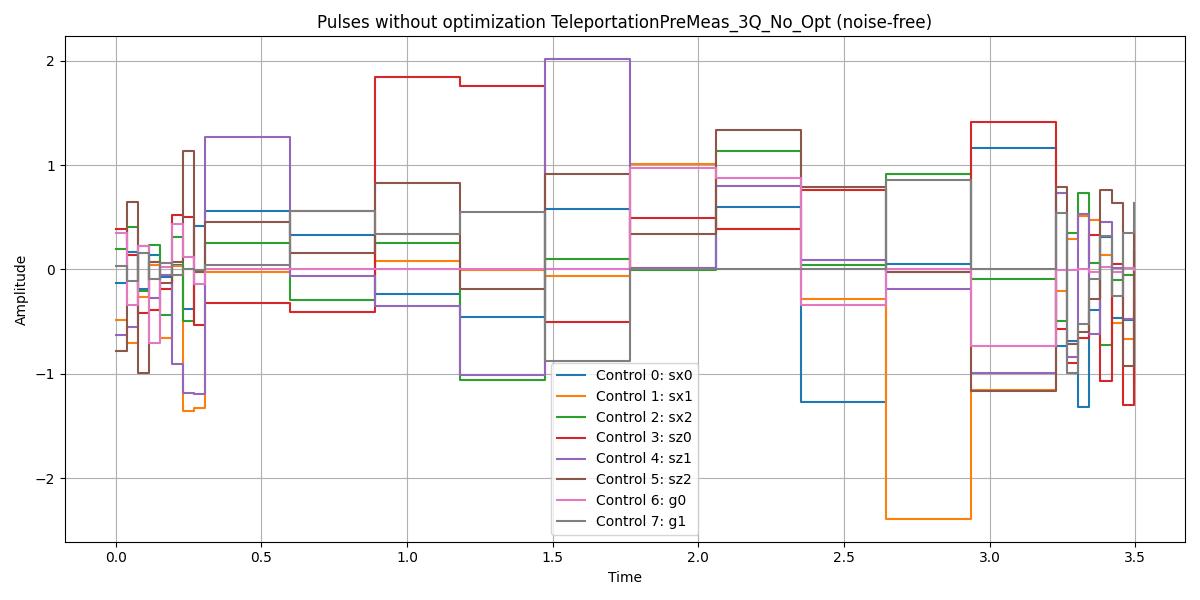 Pulses without optimization TeleportationPreMeas_3Q_No_Opt (noise-free)
2
1
0
−1
−2
Amplitude
Control 0: sx0
Control 1: sx1
Control 2: sx2
Control 3: sz0
Control 4: sz1
Control 5: sz2
Control 6: g0
Control 7: g1
0.0 0.5 1.0 1.5 2.0 2.5 3.0 3.5
Time